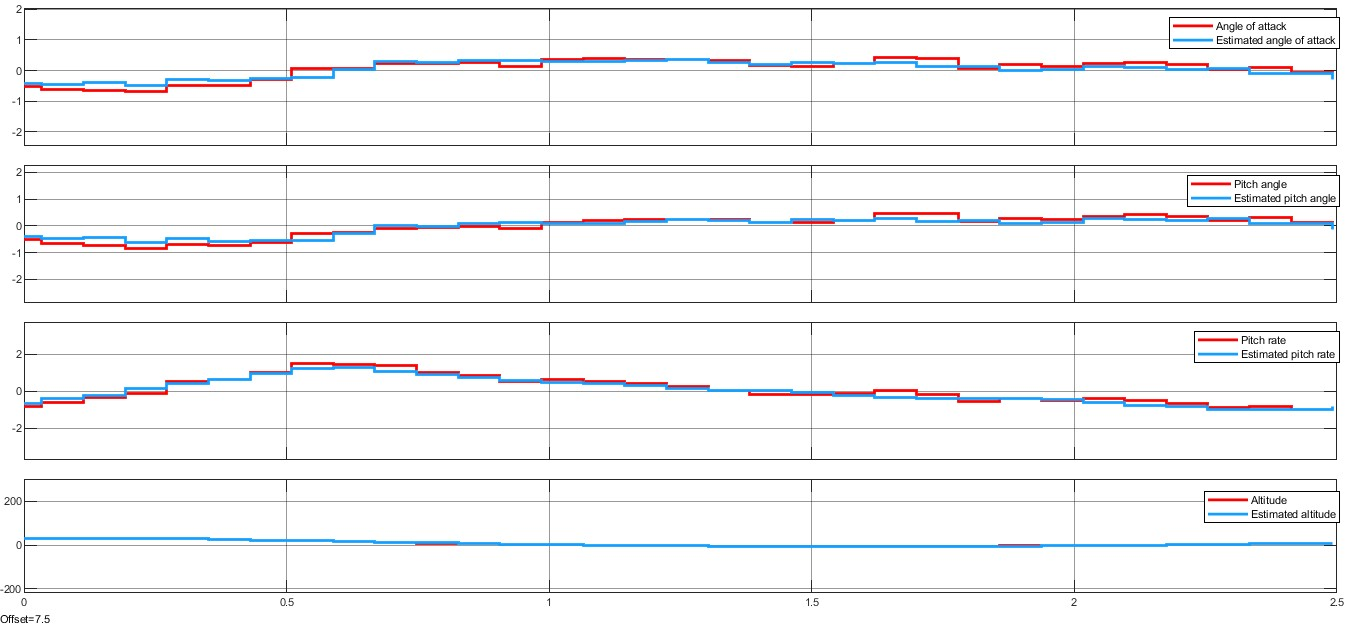 2
1
0
-1
-2
Angle of attack
Estimated angle of attack
2
1
0
-1
-2
Pitch angle
Estimated pitch angle
2
0
-2
Pitch rate
Estimated pitch rate
200
0
-200
Altitude
Estimated altitude
0 0.5 1 1.5 2 2.5
Offset=7.5